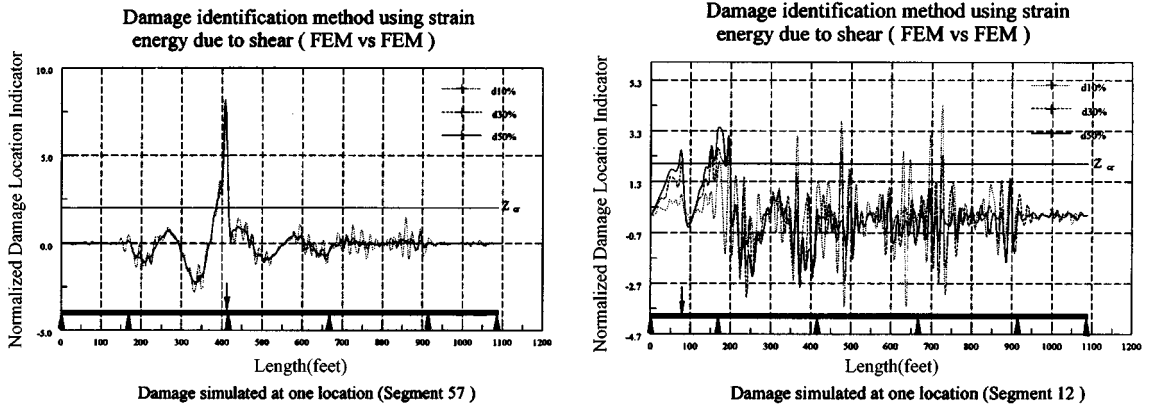 Damage identification method using strain
energy due to shear ( FEM vs FEM )
Normalized Damage Location Indicator
10.0
5.0
0.0
-5.0
d10%
d30%
d50%
Z α
0 100 200 300 400 500 600 700 800 900 1000 1100 1200
Length(feet)
Damage simulated at one location (Segment 57 )
Damage identification method using strain
energy due to shear ( FEM vs FEM )
Normalized Damage Location Indicator
5.3
3.3
1.3
-0.7
-2.7
-4.7
d10%
d30%
d50%
Z α
0 100 200 300 400 500 600 700 800 900 1000 1100 1200
Length(feet)
Damage simulated at one location (Segment 12 )